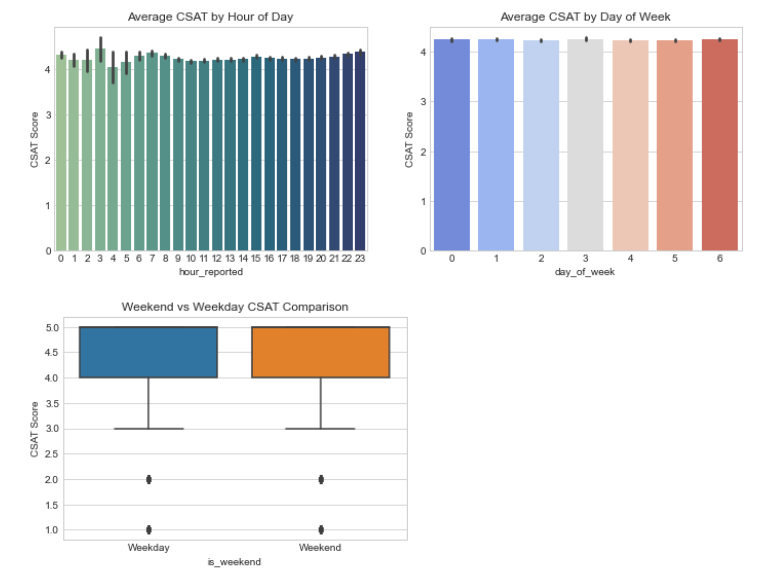 Average CSAT by Hour of Day
CSAT Score
4
3
2
1
0
0 1 2 3 4 5 6 7 8 9 10 11 12 13 14 15 16 17 18 19 20 21 22 23
hour_reported
Average CSAT by Day of Week
CSAT Score
4
3
2
1
0
0 1 2 3 4 5 6
day_of_week
Weekend vs Weekday CSAT Comparison
CSAT Score
5.0
4.5
4.0
3.5
3.0
2.5
2.0
1.5
1.0
Weekday Weekend
is_weekend